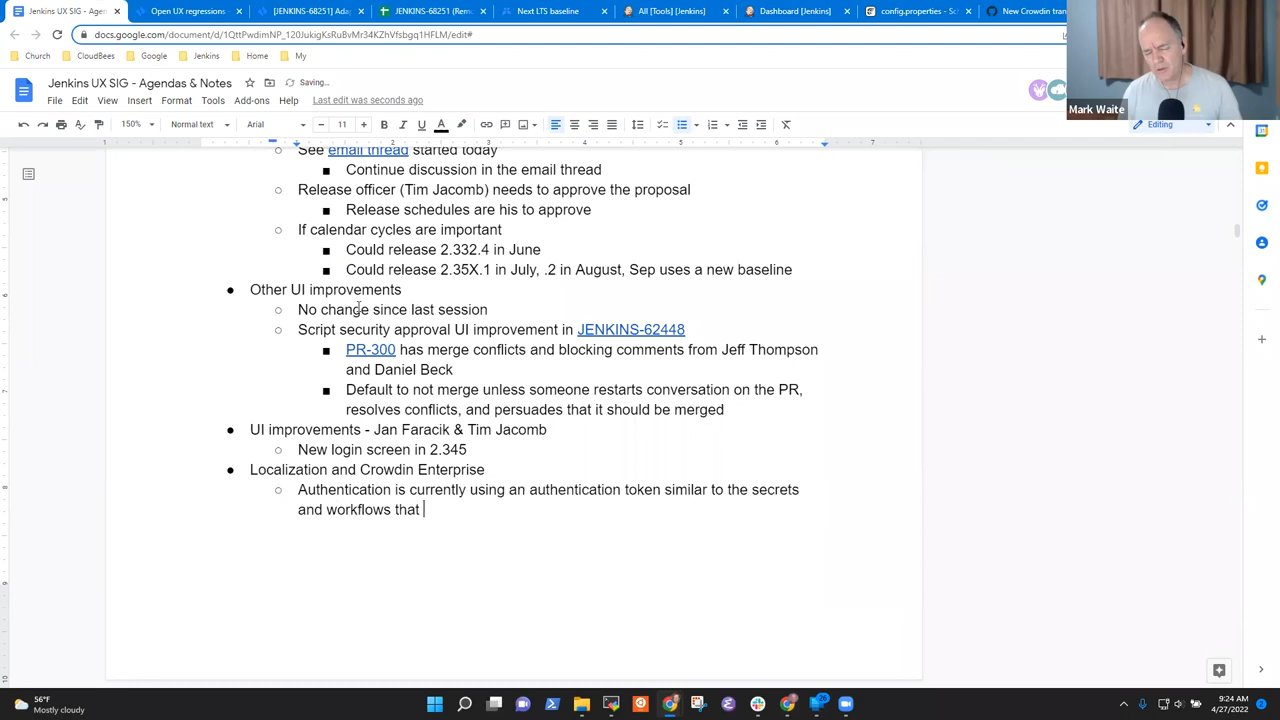 Jenkins UX SIG - Agen
Open UX regressions
[JENKINS-68251] Ada
JENKINS-68251 (Rem
Next LTS baseline
All [Tools] [Jenkins]
Dashboard [Jenkins]
config.properties - Sc
New Crowdin tran
docs.google.com/document/d/1QttPwdimNP_120JukigKsRuBvMr34KZhVfsbgq1HFLM/edit#
Church
CloudBees
Google
Jenkins
Home
My
Jenkins UX SIG - Agendas & Notes
Saving...
File Edit View Insert Format Tools Add-ons Help Last edit was seconds ago
Mark Waite
150% Normal text Arial 11 Editing
1 1 2 3 4 5 6 7
See email thread started today
Continue discussion in the email thread
Release officer (Tim Jacomb) needs to approve the proposal
Release schedules are his to approve
If calendar cycles are important
Could release 2.332.4 in June
Could release 2.35X.1 in July, .2 in August, Sep uses a new baseline
Other UI improvements
No change since last session
Script security approval UI improvement in JENKINS-62448
PR-300 has merge conflicts and blocking comments from Jeff Thompson
and Daniel Beck
Default to not merge unless someone restarts conversation on the PR,
resolves conflicts, and persuades that it should be merged
UI improvements - Jan Faracik & Tim Jacomb
New login screen in 2.345
Localization and Crowdin Enterprise
Authentication is currently using an authentication token similar to the secrets
and workflows that
56°F
Mostly cloudy
9:24 AM
4/27/2022